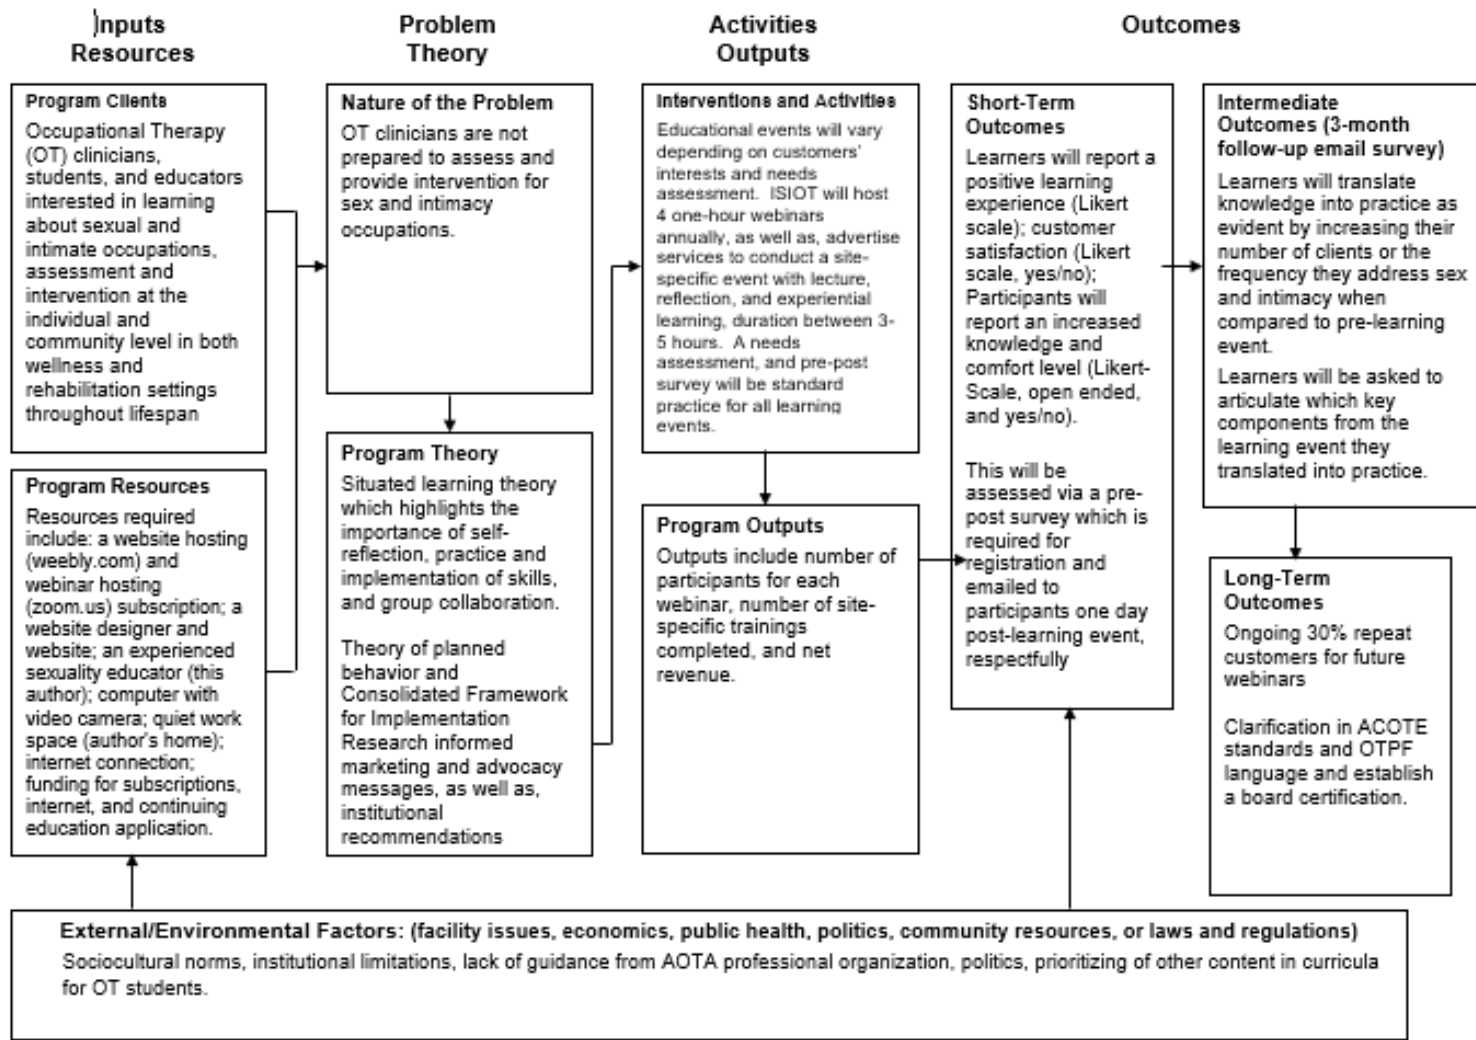 Inputs
Resources
Problem
Theory
Activities
Outputs
Outcomes
Program Clients
Occupational Therapy
(OT) clinicians,
students, and educators
interested in learning
about sexual and
intimate occupations,
assessment and
intervention at the
individual and
community level in both
wellness and
rehabilitation settings
throughout lifespan
Program Resources
Resources required
include: a website hosting
(weebly.com) and
webinar hosting
(zoom.us) subscription; a
website designer and
website; an experienced
sexuality educator (this
author); computer with
video camera; quiet work
space (author's home);
internet connection;
funding for subscriptions,
internet, and continuing
education application.
Nature of the Problem
OT clinicians are not
prepared to assess and
provide intervention for
sex and intimacy
occupations.
Program Theory
Situated learning theory
which highlights the
importance of self-
reflection, practice and
implementation of skills,
and group collaboration.
Theory of planned
behavior and
Consolidated Framework
for Implementation
Research informed
marketing and advocacy
messages, as well as,
institutional
recommendations
Interventions and Activities
Educational events will vary
depending on customers'
interests and needs
assessment. ISIOT will host
4 one-hour webinars
annually, as well as, advertise
services to conduct a site-
specific event with lecture,
reflection, and experiential
learning, duration between 3-
5 hours. A needs
assessment, and pre-post
survey will be standard
practice for all learning
events.
Program Outputs
Outputs include number of
participants for each
webinar, number of site-
specific trainings
completed, and net
revenue.
Short-Term
Outcomes
Learners will report a
positive learning
experience (Likert
scale); customer
satisfaction (Likert
scale, yes/no);
Participants will
report an increased
knowledge and
comfort level (Likert-
Scale, open ended,
and yes/no).
This will be
assessed via a pre-
post survey which is
required for
registration and
emailed to
participants one day
post-learning event,
respectfully
Intermediate
Outcomes (3-month
follow-up email survey)
Learners will translate
knowledge into practice as
evident by increasing their
number of clients or the
frequency they address sex
and intimacy when
compared to pre-learning
event.
Learners will be asked to
articulate which key
components from the
learning event they
translated into practice.
Long-Term
Outcomes
Ongoing 30% repeat
customers for future
webinars
Clarification in ACOTE
standards and OTPF
language and establish
a board certification.
External/Environmental Factors: (facility issues, economics, public health, politics, community resources, or laws and regulations)
Sociocultural norms, institutional limitations, lack of guidance from AOTA professional organization, politics, prioritizing of other content in curricula
for OT students.